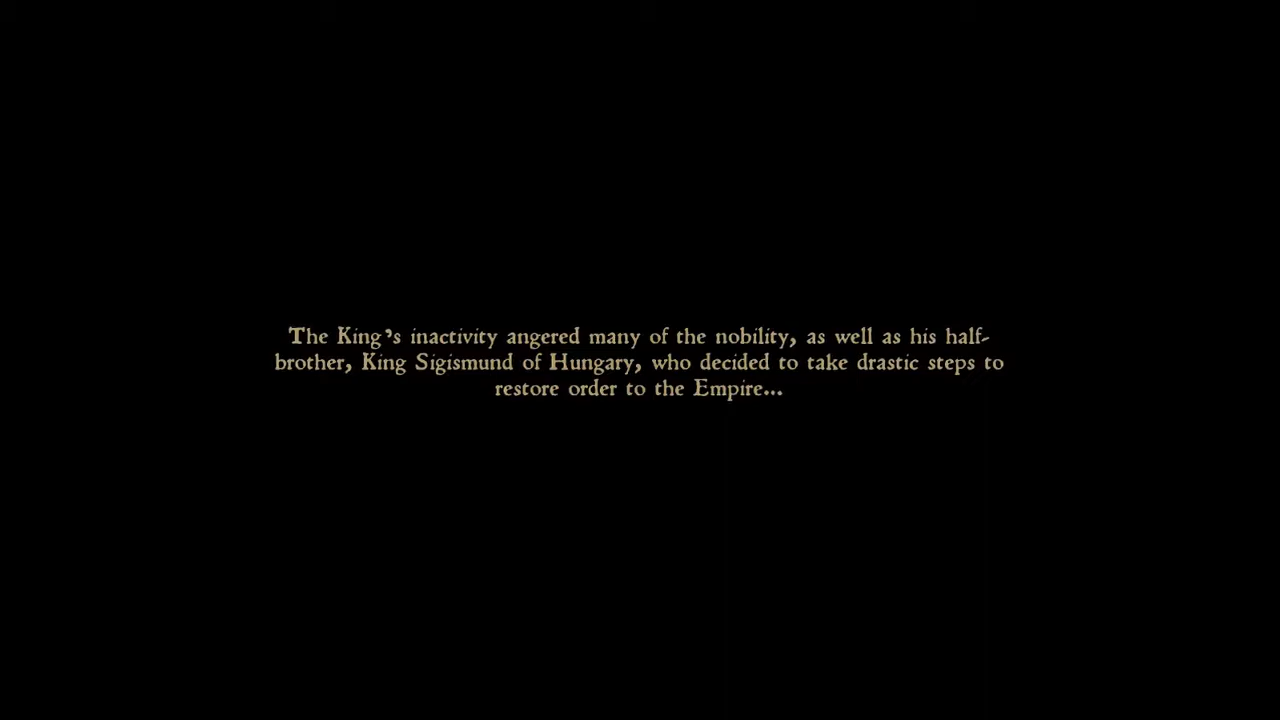 The King's inactivity angered many of the nobility, as well as his half-
brother, King Sigismund of Hungary, who decided to take drastic steps to
restore order to the Empire...